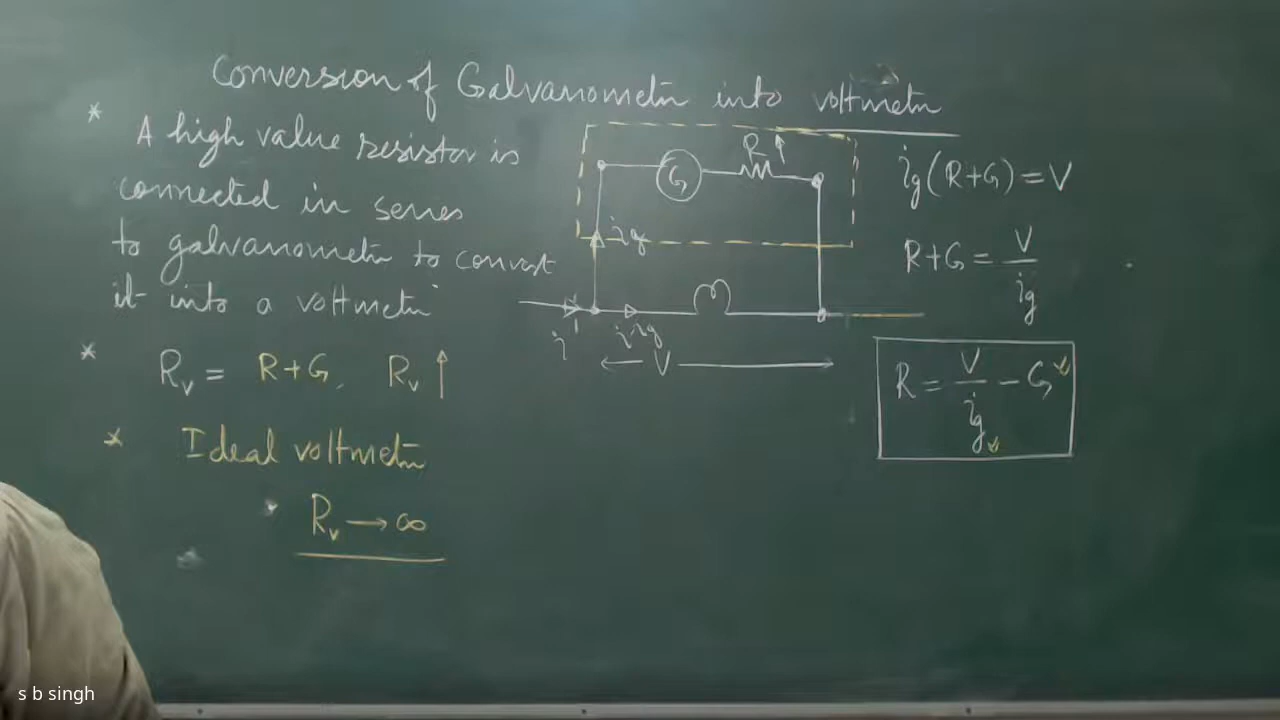 Conversion of Galvanometer into voltmeter
* A high value resistor is
connected in series
to galvanometer to convert
it into a voltmeter
* Rᵥ = R+G, Rᵥ ↑
* Ideal voltmeter
Rᵥ → ∞
G
R ↑
ig
i
i-ig
← V →
ig(R+G) = V
R+G = V/ig
R = V/ig - G
s b singh